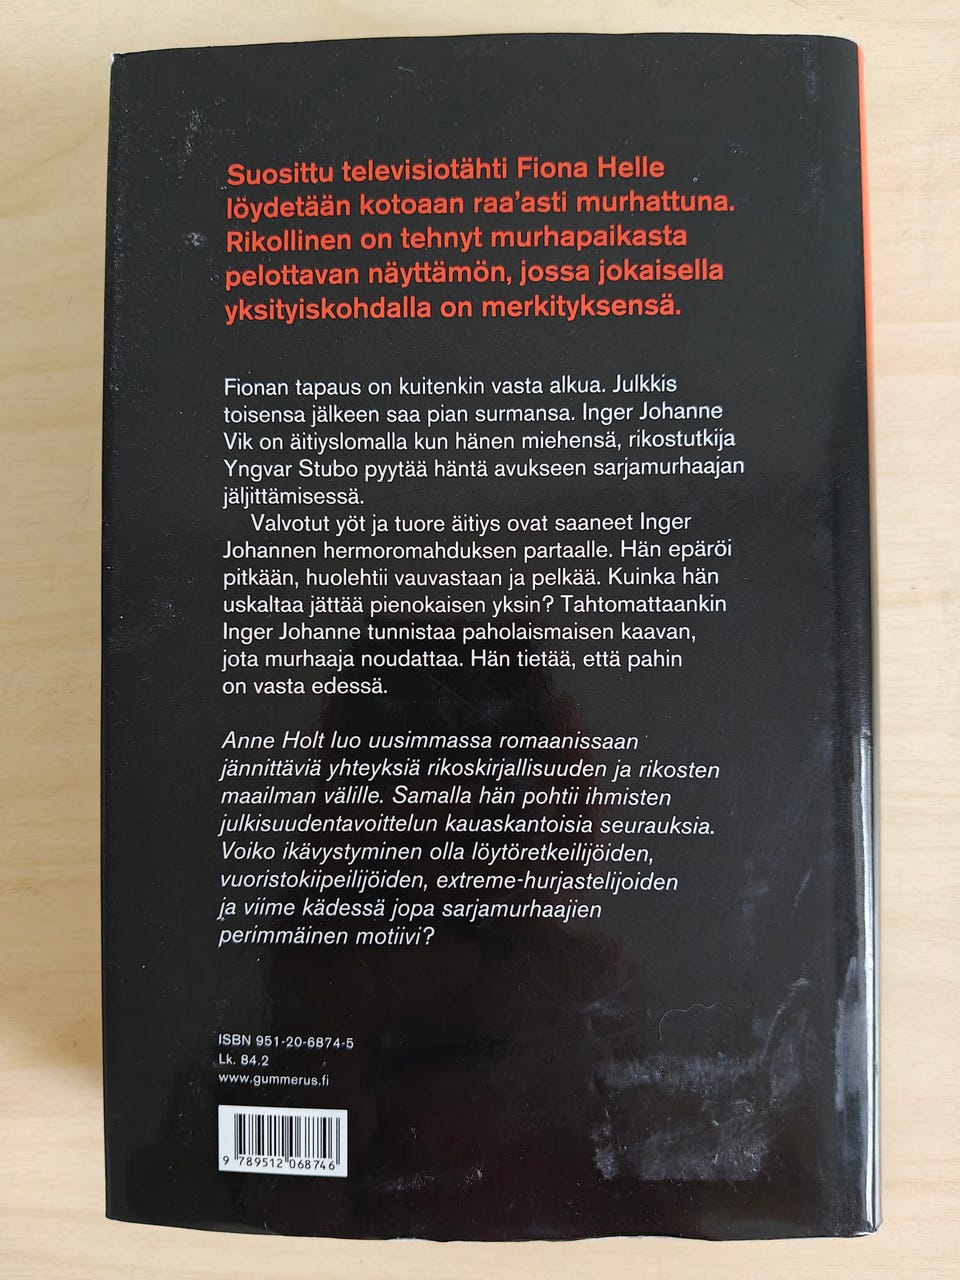 Suosittu televisiotähti Fiona Helle
löydetään kotoaan raa'asti murhattuna.
Rikollinen on tehnyt murhapaikasta
pelottavan näyttämön, jossa jokaisella
yksityiskohdalla on merkityksensä.
Fionan tapaus on kuitenkin vasta alkua. Julkkis
toisensa jälkeen saa pian surmansa. Inger Johanne
Vik on äitiyslomalla kun hänen miehensä, rikostutkija
Yngvar Stubo pyytää häntä avukseen sarjamurhaajan
jäljittämisessä.
Valvotut yöt ja tuore äitiys ovat saaneet Inger
Johannen hermoromahduksen partaalle. Hän epäröi
pitkään, huolehtii vauvastaan ja pelkää. Kuinka hän
uskaltaa jättää pienokaisen yksin? Tahtomattaankin
Inger Johanne tunnistaa paholaismaisen kaavan,
jota murhaaja noudattaa. Hän tietää, että pahin
on vasta edessä.
Anne Holt luo uusimmassa romaanissaan
jännittäviä yhteyksiä rikoskirjallisuuden ja rikosten
maailman välille. Samalla hän pohtii ihmisten
julkisuudentavoittelun kauaskantoisia seurauksia.
Voiko ikävystyminen olla löytöretkeilijöiden,
vuoristokiipeilijöiden, extreme-hurjastelijoiden
ja viime kädessä jopa sarjamurhaajien
perimmäinen motiivi?
ISBN 951-20-6874-5
Lk. 84.2
www.gummerus.fi
9 789512 068746